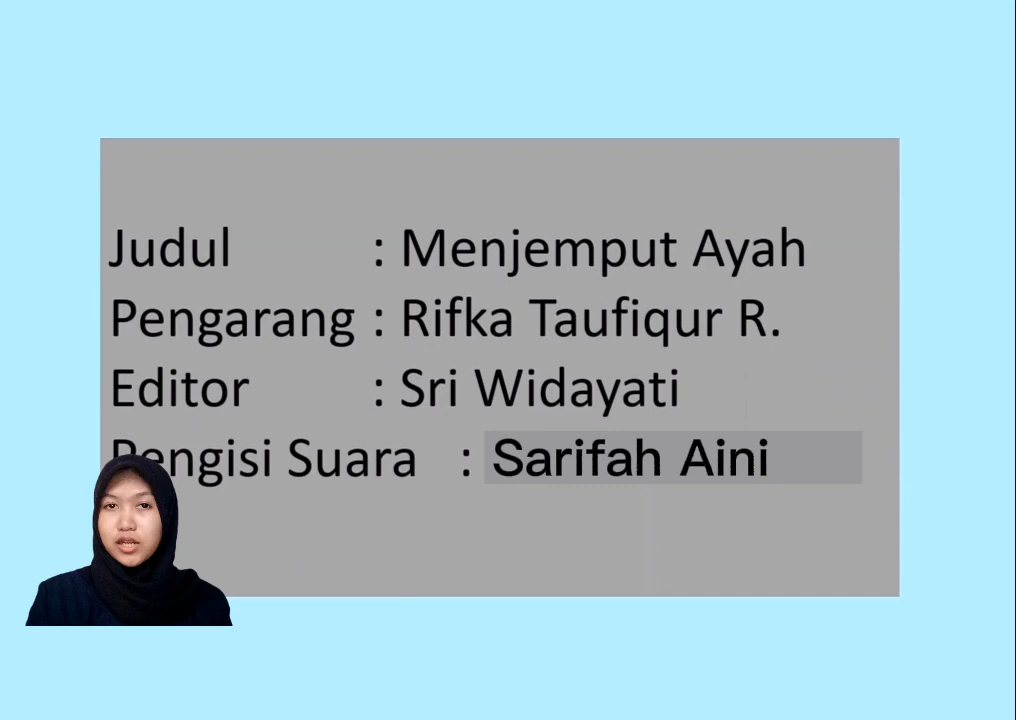 Judul : Menjemput Ayah
Pengarang : Rifka Taufiqur R.
Editor : Sri Widayati
Pengisi Suara : Sarifah Aini